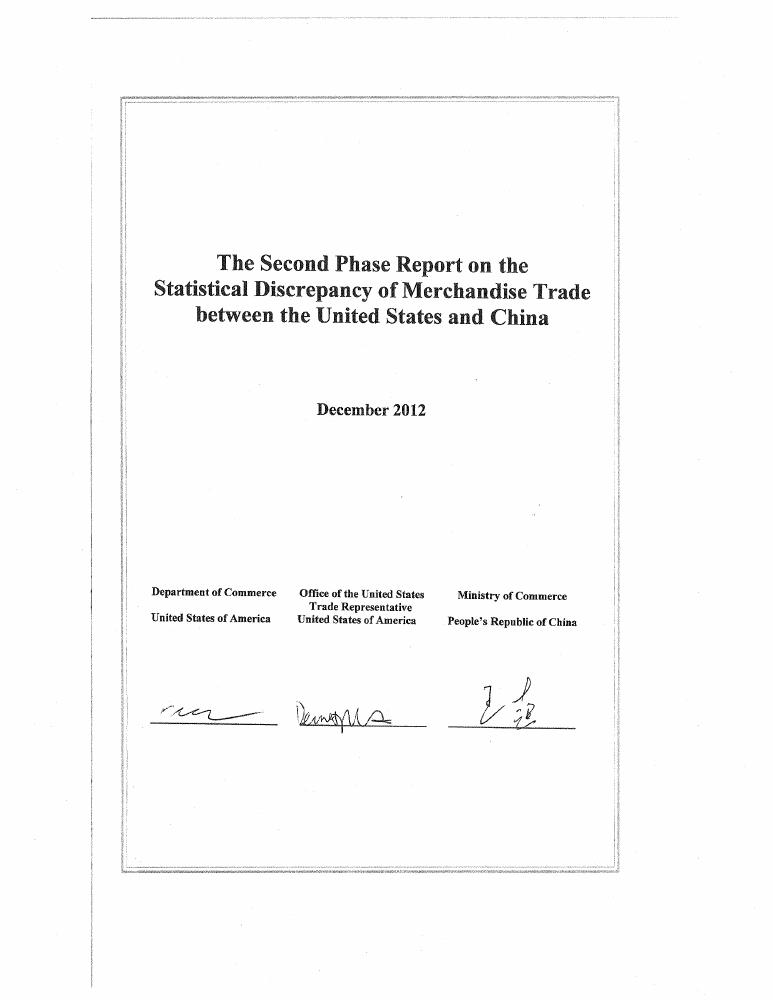 The Second Phase Report on the
Statistical Discrepancy of Merchandise Trade
between the United States and China
December 2012
Department of Commerce
United States of America
Office of the United States
Trade Representative
United States of America
Ministry of Commerce
People's Republic of China